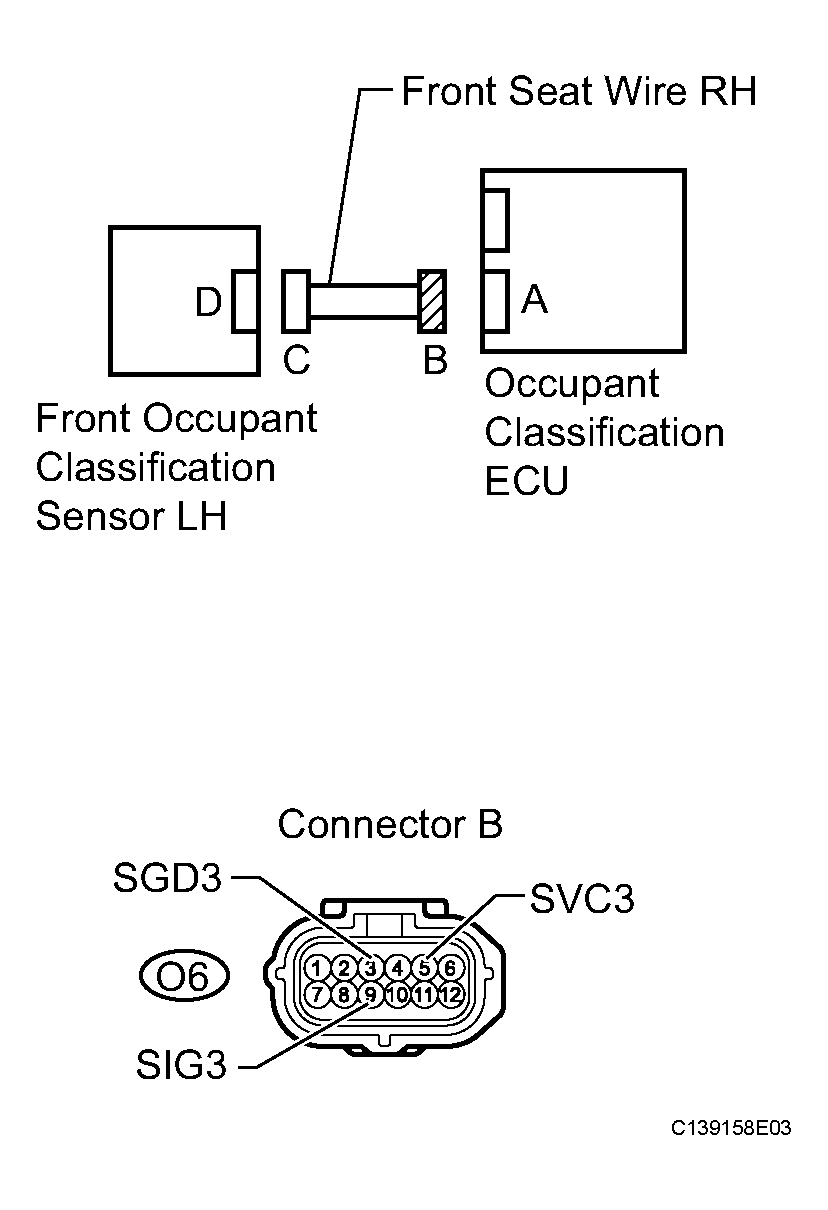 Front Seat Wire RH
D
C
B
A
Front Occupant
Classification
Sensor LH
Occupant
Classification
ECU
Connector B
SGD3
SVC3
O6
1 2 3 4 5 6
7 8 9 10 11 12
SIG3
C139158E03